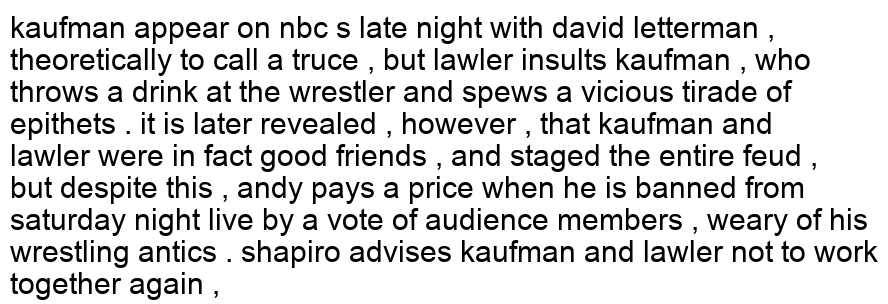 kaufman appear on nbc s late night with david letterman ,
theoretically to call a truce , but lawler insults kaufman , who
throws a drink at the wrestler and spews a vicious tirade of
epithets . it is later revealed , however , that kaufman and
lawler were in fact good friends , and staged the entire feud ,
but despite this , andy pays a price when he is banned from
saturday night live by a vote of audience members , weary of his
wrestling antics . shapiro advises kaufman and lawler not to work
together again ,